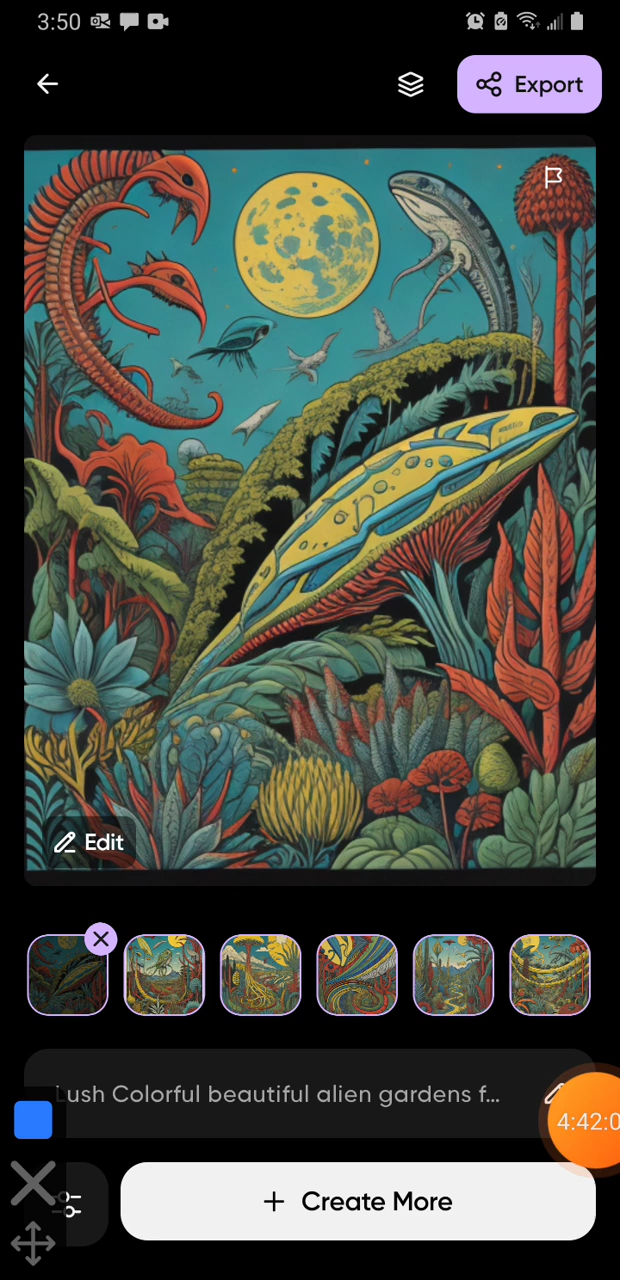 3:50
Export
Edit
Lush Colorful beautiful alien gardens f...
4:42:0
+ Create More